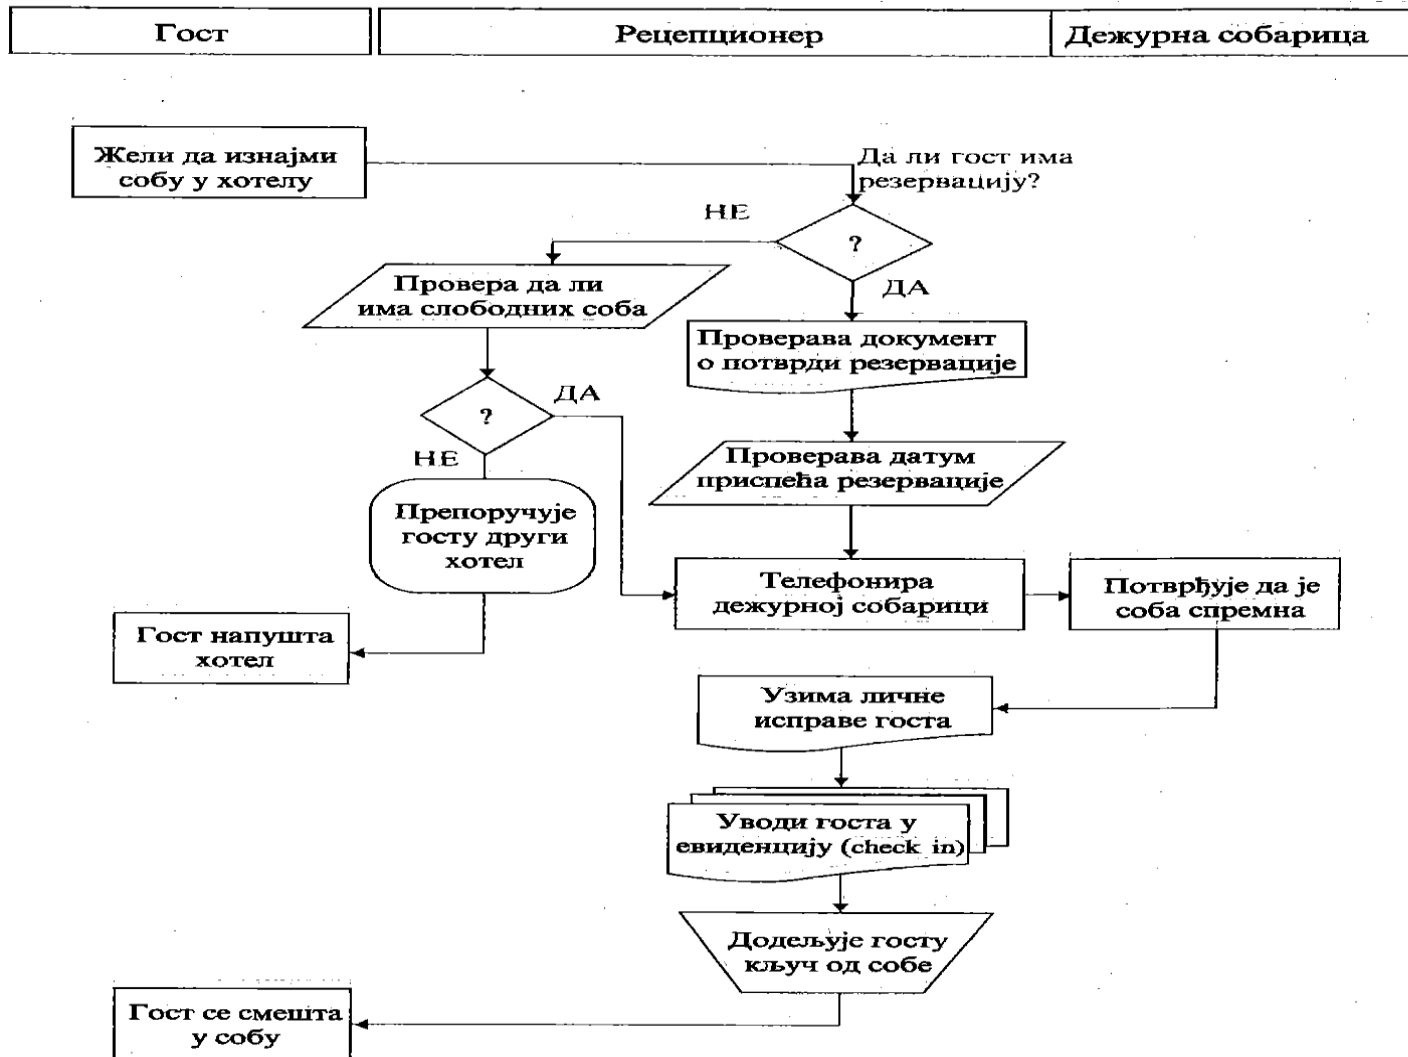 Гост
Рецепционер
Дежурна собарица
Жели да изнајми
собу у хотелу
Да ли гост има
резервацију?
НЕ
?
ДА
Провера да ли
има слободних соба
Проверава документ
о потврди резервације
?
ДА
НЕ
Проверава датум
приспећа резервације
Препоручује
госту други
хотел
Телефонира
дежурној собарици
Потврђује да је
соба спремна
Гост напушта
хотел
Узима личне
исправе госта
Уводи госта у
евиденцију (check in)
Додељује госту
кључ од собе
Гост се смешта
у собу